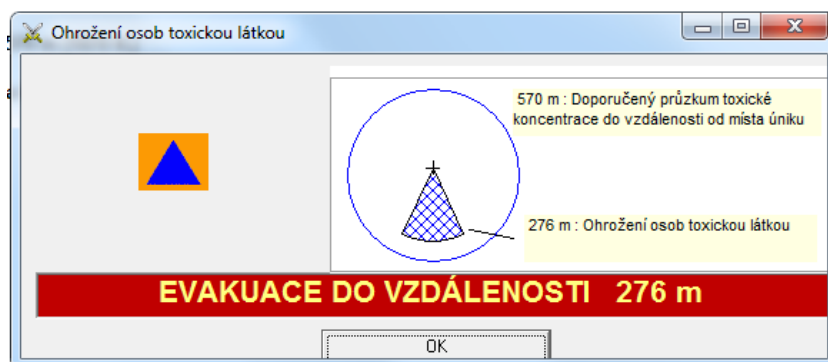 Ohrožení osob toxickou látkou
570 m : Doporučený průzkum toxické
koncentrace do vzdálenosti od místa úniku
276 m : Ohrožení osob toxickou látkou
EVAKUACE DO VZDÁLENOSTI 276 m
OK